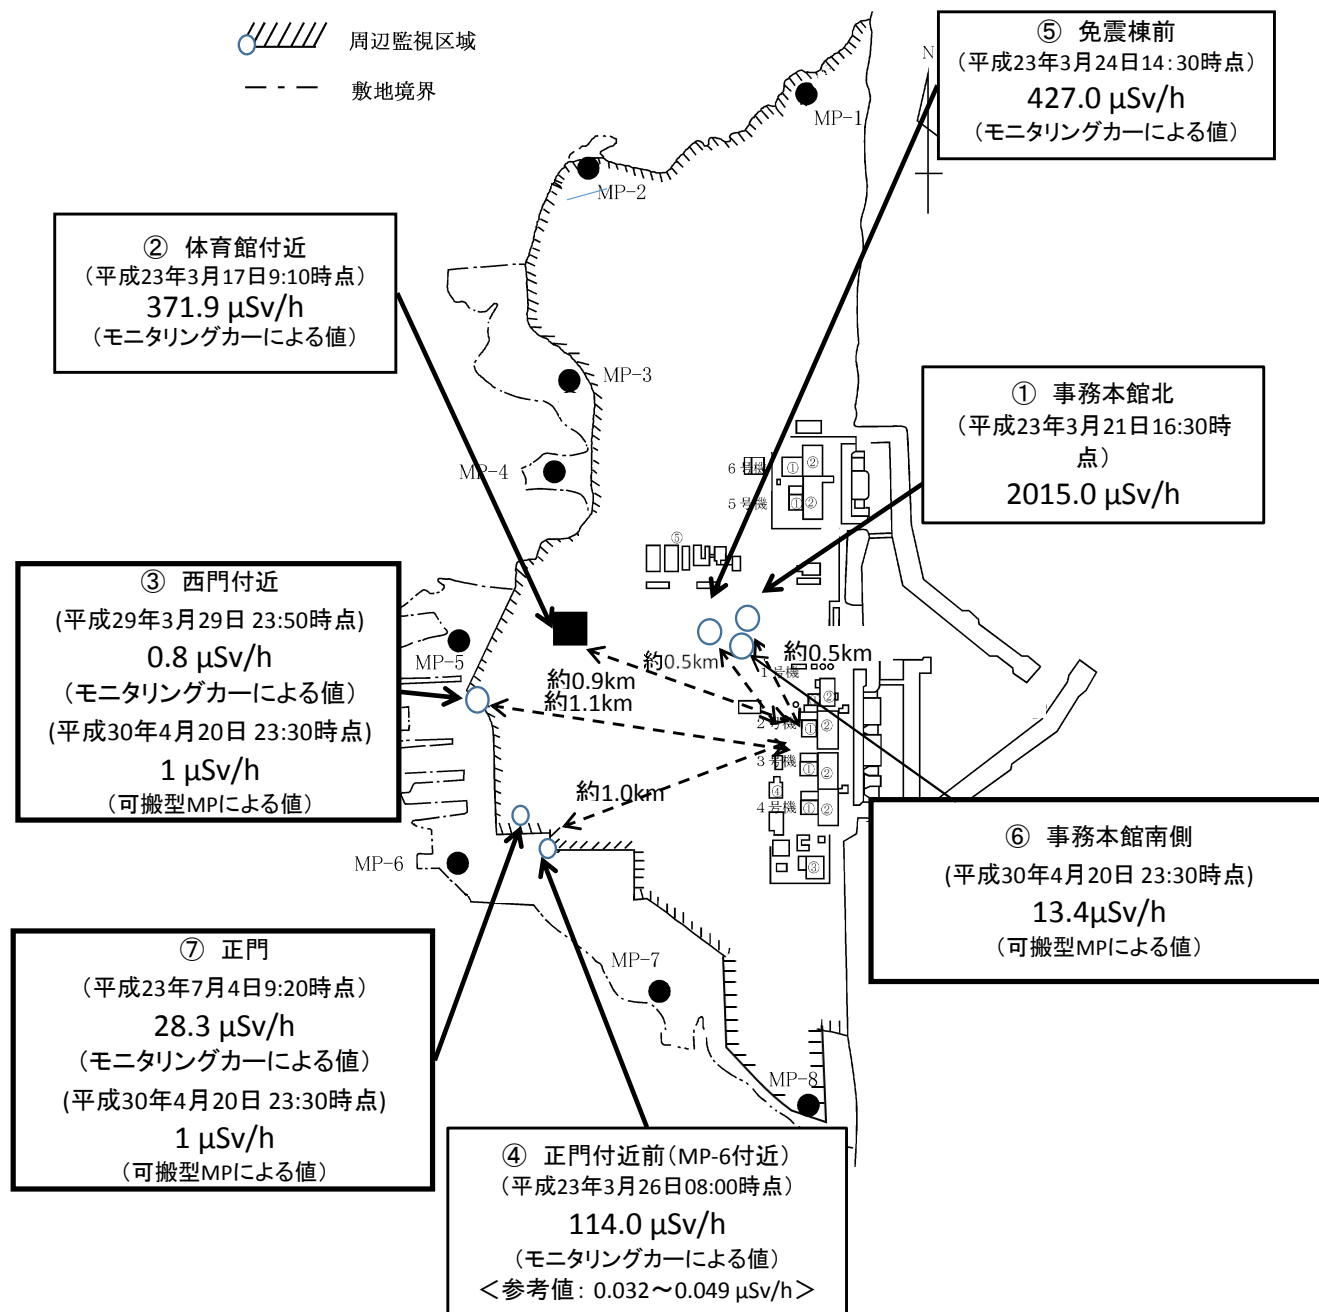 周辺監視区域
敷地境界
⑤ 免震棟前
(平成23年3月24日14:30時点)
427.0 μSv/h
(モニタリングカーによる値)
N
MP-1
MP-2
② 体育館付近
(平成23年3月17日9:10時点)
371.9 μSv/h
(モニタリングカーによる値)
MP-3
① 事務本館北
(平成23年3月21日16:30時
点)
2015.0 μSv/h
MP-4
6号機
① ②
5号機
① ②
⑤
③ 西門付近
(平成29年3月29日 23:50時点)
0.8 μSv/h
(モニタリングカーによる値)
(平成30年4月20日 23:30時点)
1 μSv/h
(可搬型MPによる値)
MP-5
約0.5km
約0.5km
1号機
②
約0.9km
約1.1km
2号機
① ②
3号機
① ②
④
約1.0km
4号機
① ②
③
MP-6
⑥ 事務本館南側
(平成30年4月20日 23:30時点)
13.4μSv/h
(可搬型MPによる値)
⑦ 正門
(平成23年7月4日9:20時点)
28.3 μSv/h
(モニタリングカーによる値)
(平成30年4月20日 23:30時点)
1 μSv/h
(可搬型MPによる値)
MP-7
MP-8
④ 正門付近前(MP-6付近)
(平成23年3月26日08:00時点)
114.0 μSv/h
(モニタリングカーによる値)
<参考値: 0.032~0.049 μSv/h>